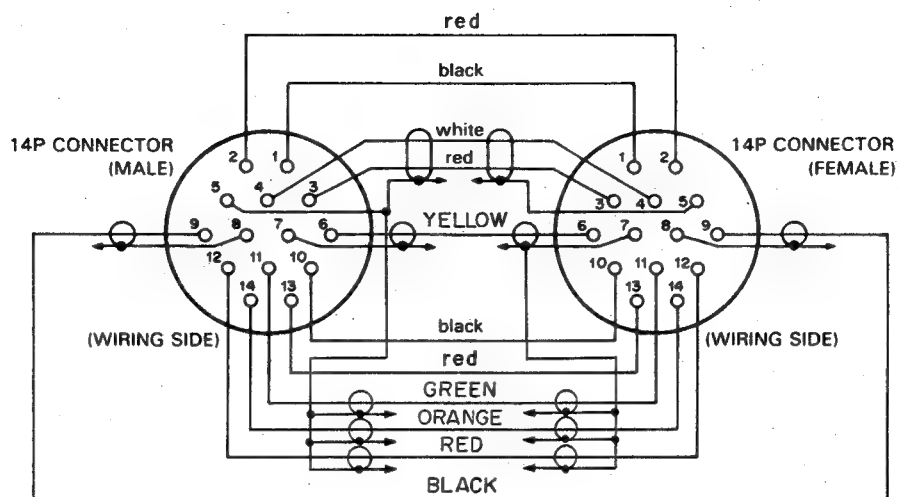 red
black
14P CONNECTOR
(MALE)
white
red
14P CONNECTOR
(FEMALE)
2 1
1 2
5 4 3
3 4 5
YELLOW
9 8 7 6
6 7 8 9
12 11 10
10 11 12
14 13
13 14
(WIRING SIDE)
black
(WIRING SIDE)
red
GREEN
ORANGE
RED
BLACK